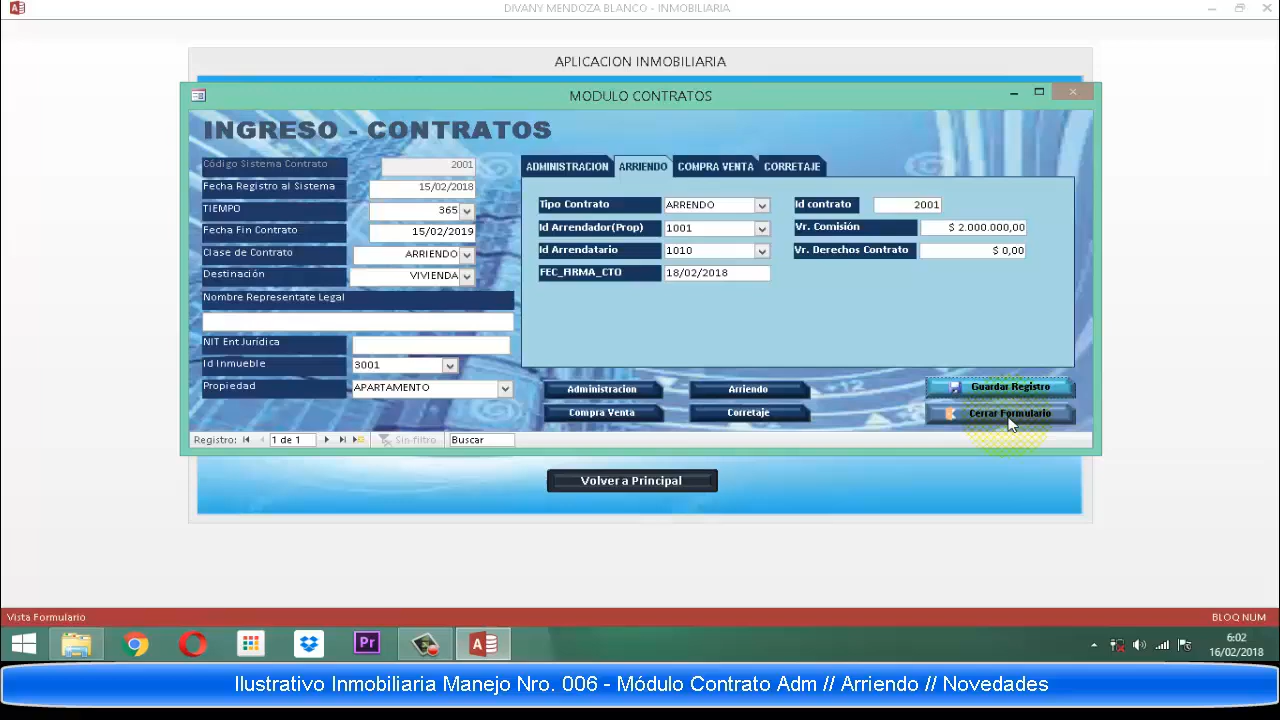 DIVANY MENDOZA BLANCO - INMOBILIARIA
APLICACION INMOBILIARIA
MODULO CONTRATOS
INGRESO - CONTRATOS
Código Sistema Contrato 2001
Fecha Registro al Sistema 15/02/2018
TIEMPO 365
Fecha Fin Contrato 15/02/2019
Clase de Contrato ARRIENDO
Destinación VIVIENDA
Nombre Represertate Legal
NIT Ent Jurídica
Id Inmueble 3001
Propiedad APARTAMENTO
ADMINISTRACION ARRIENDO COMPRA VENTA CORRETAJE
Tipo Contrato ARRENDO Id contrato 2001
Id Arrendador(Prop) 1001 Vr. Comisión $ 2.000.000,00
Id Arrendatario 1010 Vr. Derechos Contrato $ 0,00
FEC_FIRMA_CTO 18/02/2018
Administracion Arriendo Guardar Registro
Compra Venta Corretaje Cerrar Formulario
Registro: 1 de 1 Sin filtro Buscar
Volver a Principal
Vista Formulario BLOQ NUM
Pr
6:02
16/02/2018
Ilustrativo Inmobiliaria Manejo Nro. 006 - Módulo Contrato Adm // Arriendo // Novedades